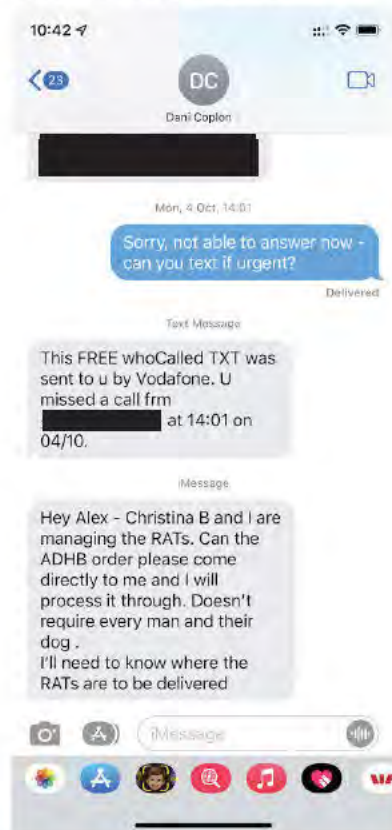 10:42
23
DC
Dani Coplon
Mon, 4 Oct, 14:01
Sorry, not able to answer now -
can you text if urgent?
Delivered
Text Message
This FREE whoCalled TXT was
sent to u by Vodafone. U
missed a call frm
at 14:01 on
04/10.
iMessage
Hey Alex - Christina B and I are
managing the RATs. Can the
ADHB order please come
directly to me and I will
process it through. Doesn't
require every man and their
dog .
I'll need to know where the
RATs are to be delivered
iMessage